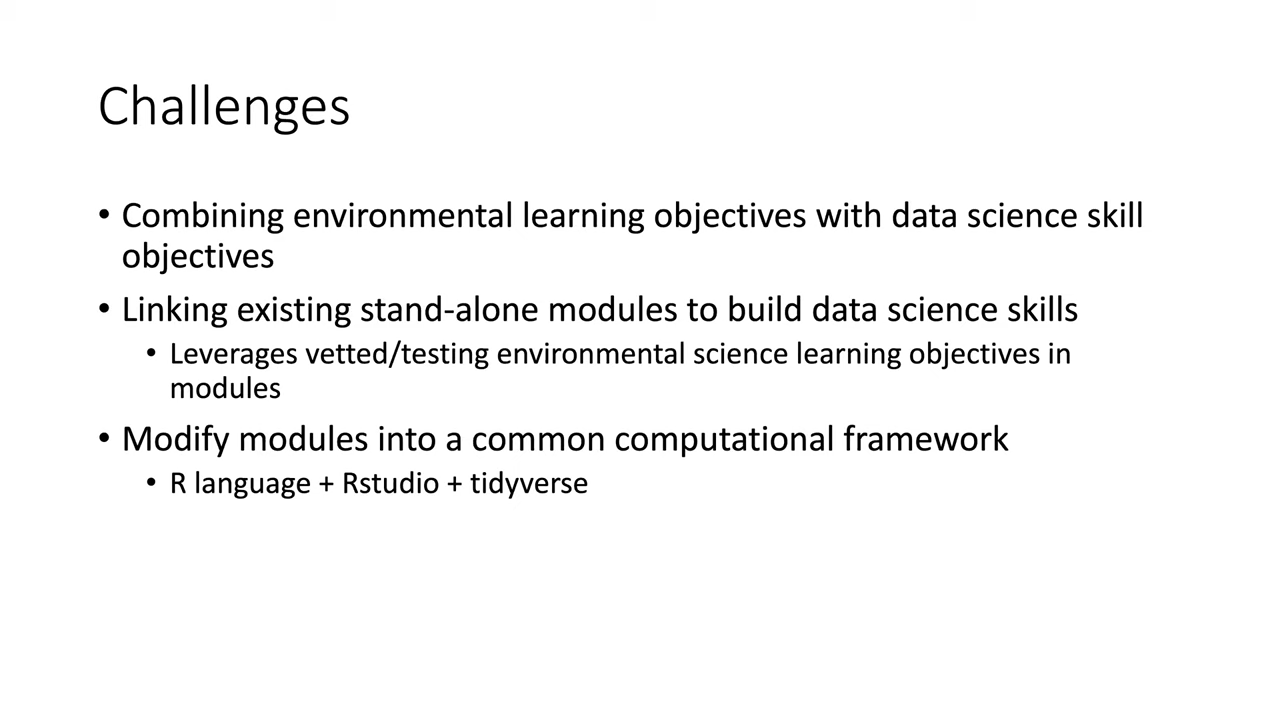 Challenges
• Combining environmental learning objectives with data science skill
objectives
• Linking existing stand-alone modules to build data science skills
• Leverages vetted/testing environmental science learning objectives in
modules
• Modify modules into a common computational framework
• R language + Rstudio + tidyverse